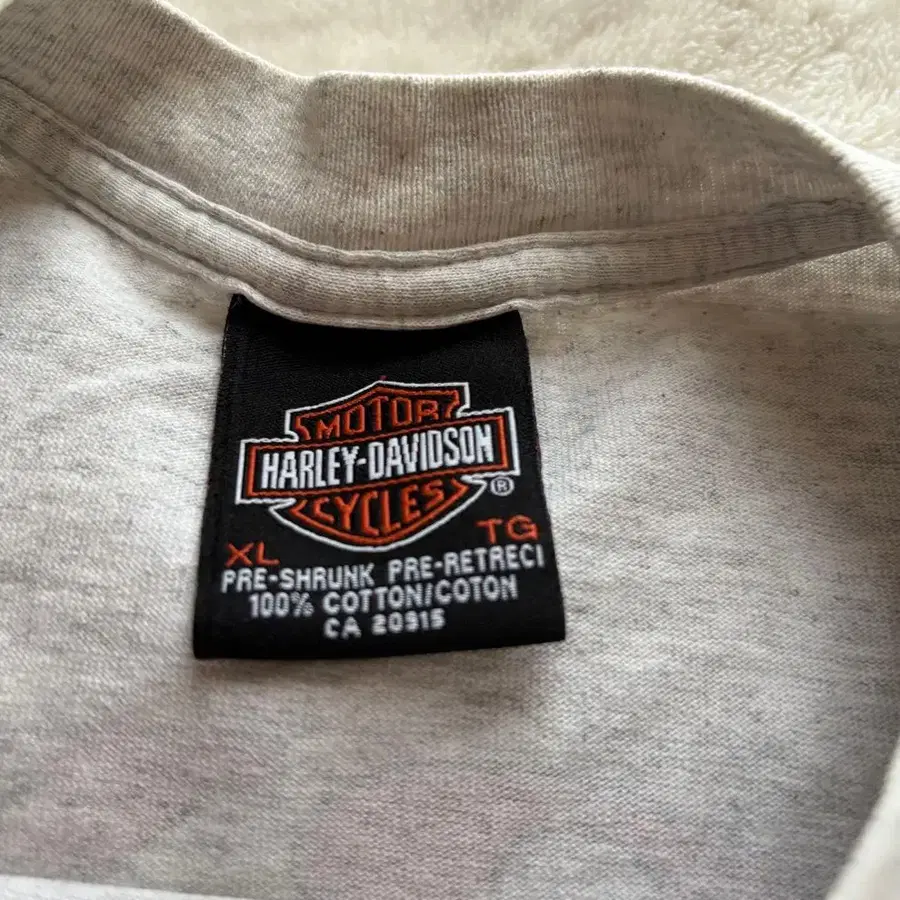 MOTOR
HARLEY-DAVIDSON
CYCLES ®
XL TG
PRE-SHRUNK PRE-RETRECI
100% COTTON/COTON
CA 20915